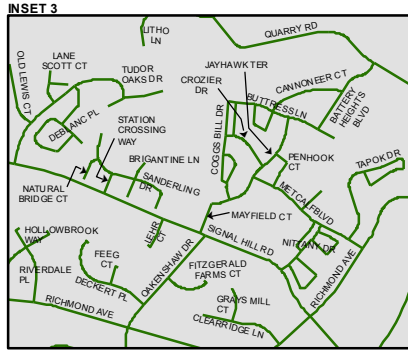 INSET 3
LITHO
LN
QUARRY RD
OLD LEWIS CT
LANE
SCOTT CT
TUDOR
OAKS DR
JAYHAWK TER
CROZIER
DR
CANNONEER CT
BUTTRESS LN
BATTERY
HEIGHTS
BLVD
DEBLANC PL
STATION
CROSSING
WAY
COGGS BILL DR
PENHOOK
CT
TAPOK DR
BRIGANTINE LN
SANDERLING
DR
NATURAL
BRIDGE CT
METCALF BLVD
MAYFIELD CT
HOLLOWBROOK
WAY
IEHR
CT
SIGNAL HILL RD
NITTANY DR
FEEG
CT
OAKENSHAW DR
FITZGERALD
FARMS CT
RIVERDALE
PL
DECKERT PL
RICHMOND AVE
GRAYS MILL
CT
RICHMOND AVE
CLEARRIDGE LN